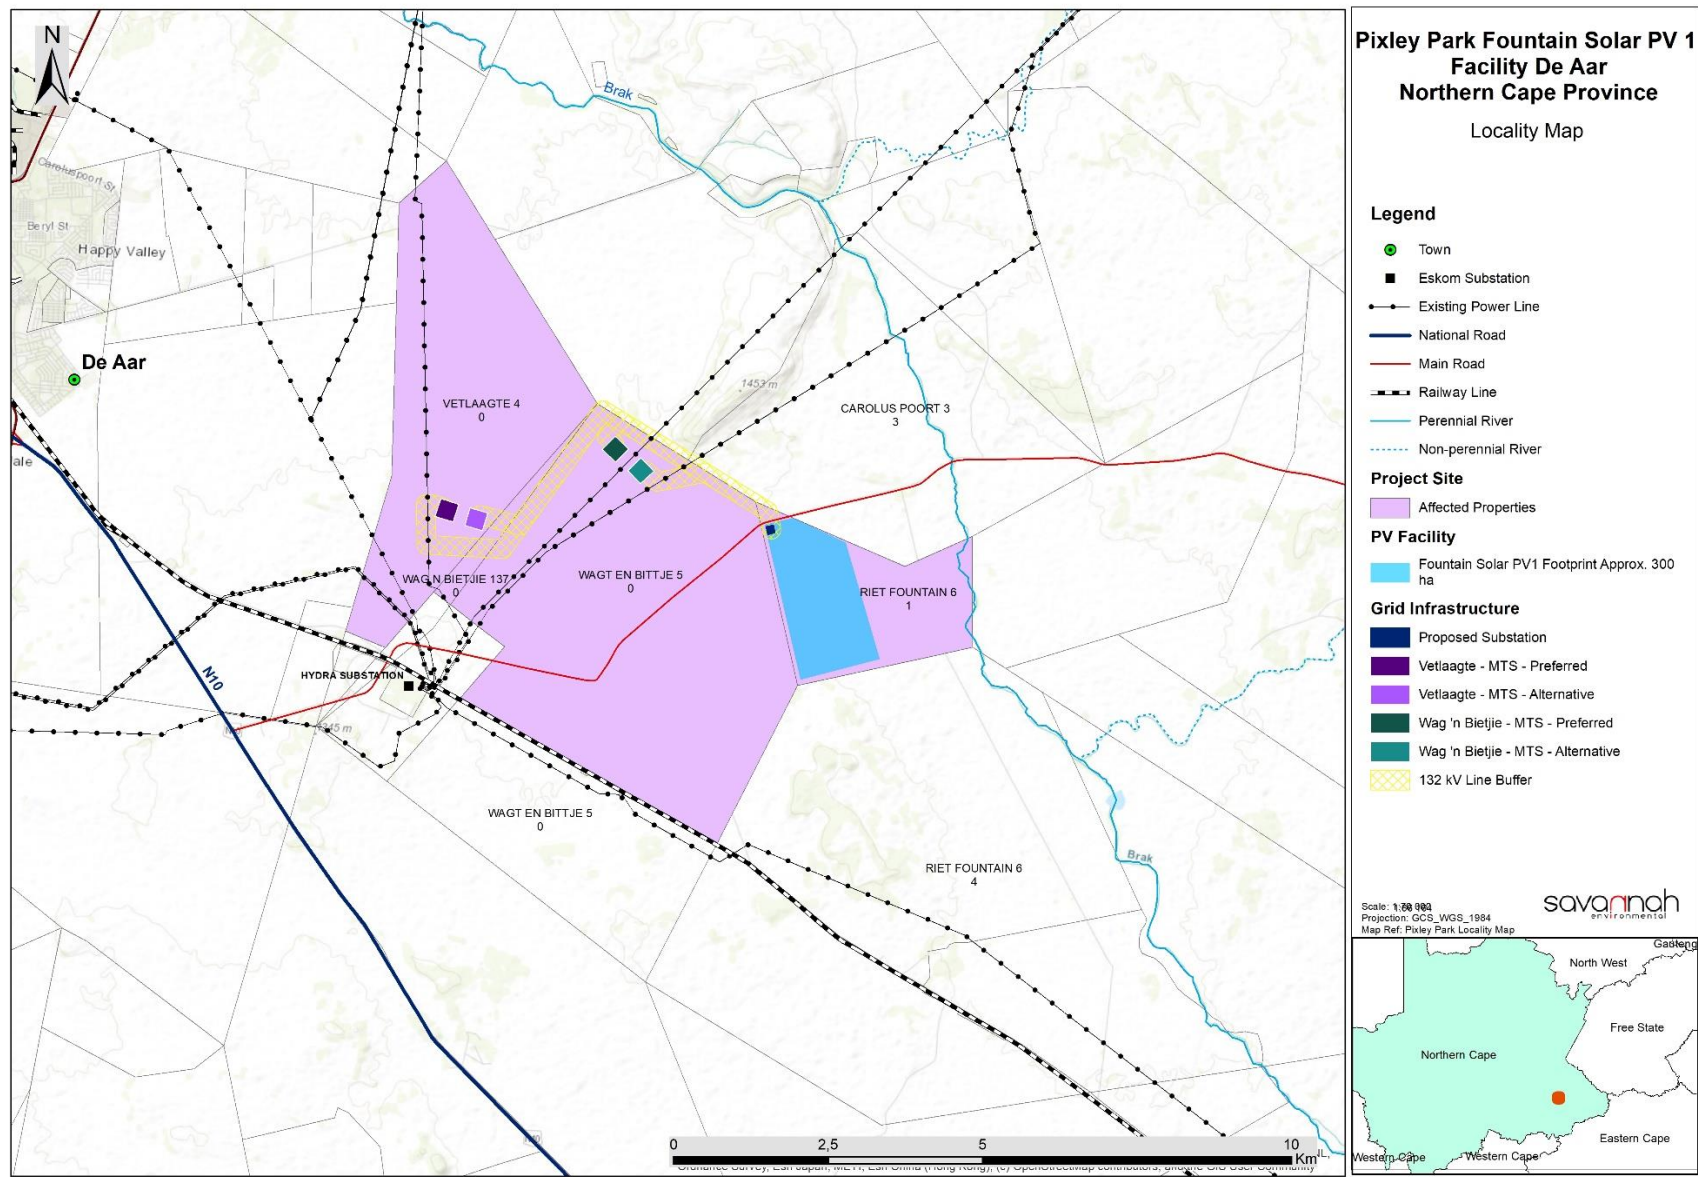 N
Brak
Caroluspoort St
Beryl St
Happy Valley
De Aar
1453 m
VETLAAGTE 4
0
CAROLUS POORT 3
3
ale
WAG N BIETJIE 137
0
WAGT EN BITTJE 5
0
RIET FOUNTAIN 6
1
N10
HYDRA SUBSTATION
1345 m
WAGT EN BITTJE 5
0
Brak
RIET FOUNTAIN 6
4
0
2,5
5
10
Km
Pixley Park Fountain Solar PV 1
Facility De Aar
Northern Cape Province
Locality Map
Legend
Town
Eskom Substation
Existing Power Line
National Road
Main Road
Railway Line
Perennial River
Non-perennial River
Project Site
Affected Properties
PV Facility
Fountain Solar PV1 Footprint Approx. 300
ha
Grid Infrastructure
Proposed Substation
Vetlaagte - MTS - Preferred
Vetlaagte - MTS - Alternative
Wag 'n Bietjie - MTS - Preferred
Wag 'n Bietjie - MTS - Alternative
132 kV Line Buffer
Scale:
Projection: GCS_WGS_1984
Map Ref: Pixley Park Locality Map
savannah
environmental
Gauteng
North West
Free State
Northern Cape
Eastern Cape
Western Cape
Western Cape